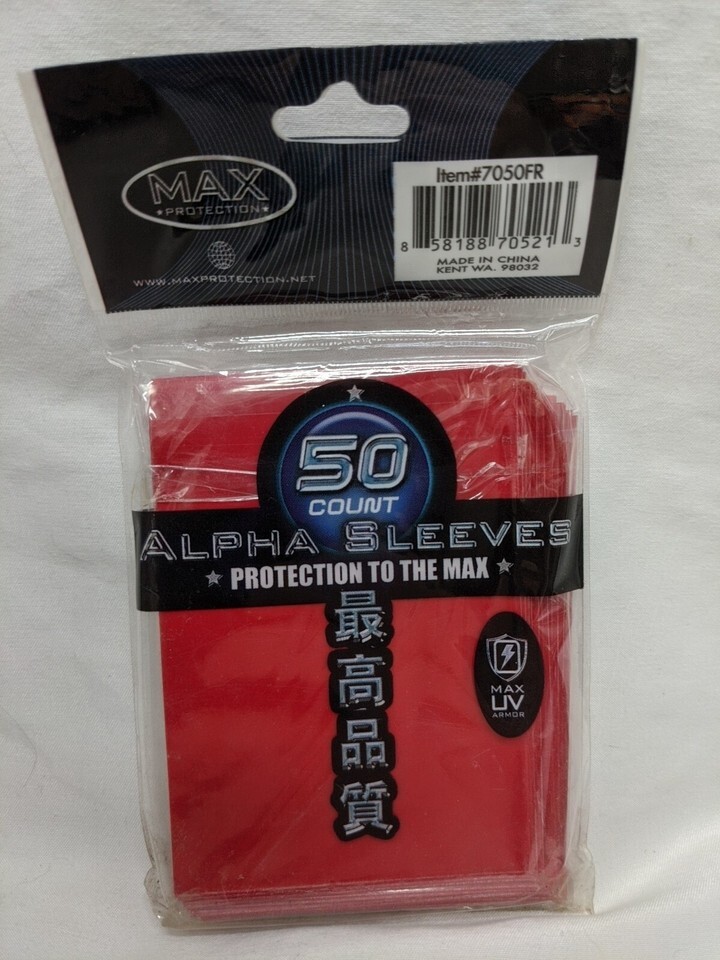 MAX
★PROTECTION★
WWW.MAXPROTECTION.NET
Item#7050FR
8 58188 70521 3
MADE IN CHINA
KENT WA. 98032
50
COUNT
ALPHA SLEEVES
★ PROTECTION TO THE MAX ★
最
高
品
質
MAX
UV
ARMOR